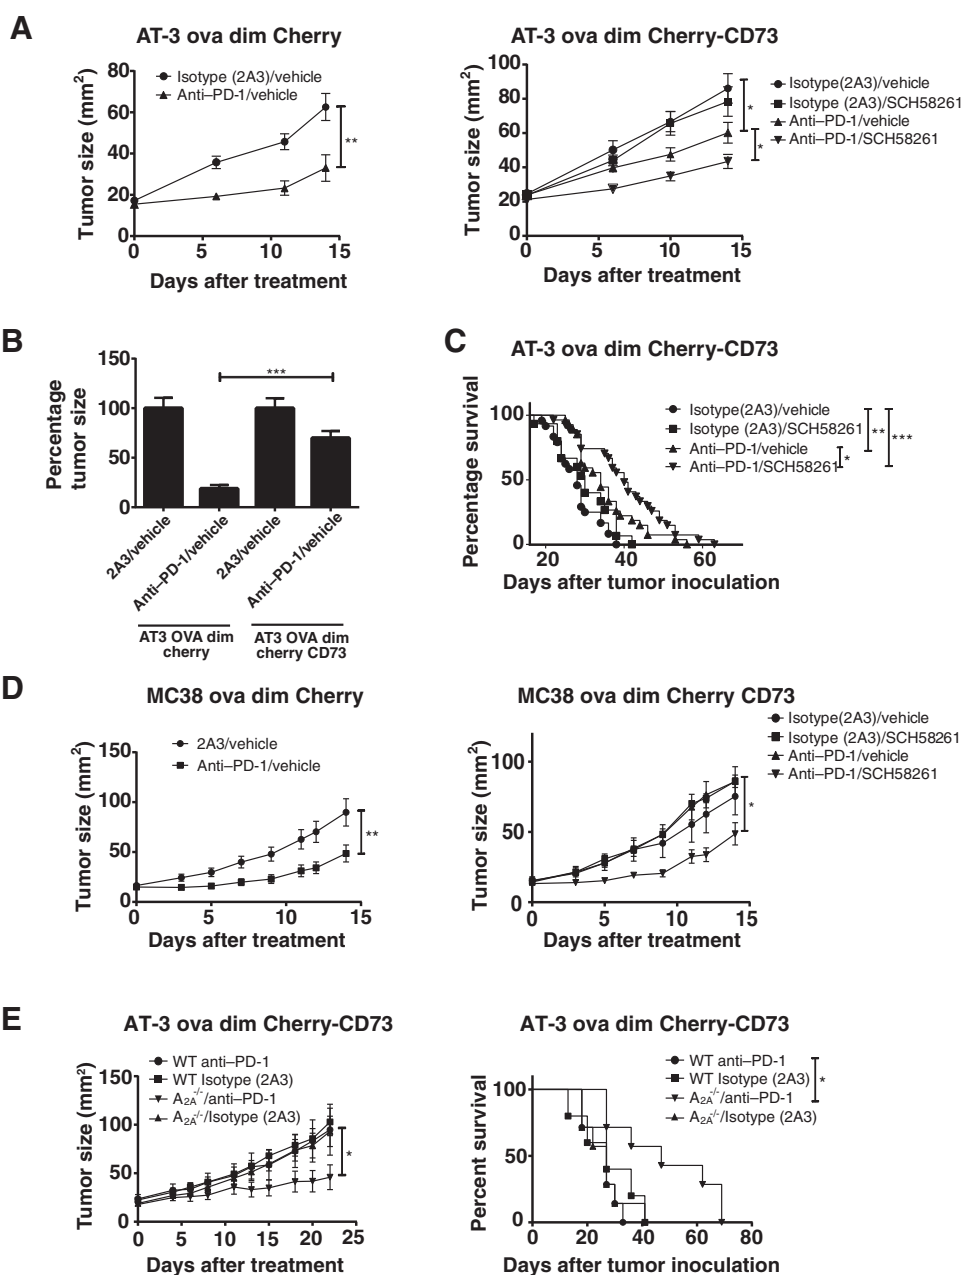 A
AT-3 ova dim Cherry
Tumor size (mm²)
80
60
40
20
0
0 5 10 15
Days after treatment
Isotype (2A3)/vehicle
Anti–PD-1/vehicle
**
AT-3 ova dim Cherry-CD73
Tumor size (mm²)
100
80
60
40
20
0
0 5 10 15
Days after treatment
Isotype(2A3)/vehicle
Isotype (2A3)/SCH58261
Anti–PD-1/vehicle
Anti–PD-1/SCH58261
*
*
B
Percentage
tumor size
150
100
50
0
***
2A3/vehicle
Anti–PD-1/vehicle
2A3/vehicle
Anti–PD-1/vehicle
AT3 OVA dim
cherry
AT3 OVA dim
cherry CD73
C
AT-3 ova dim Cherry-CD73
Percentage survival
100
50
0
20 40 60
Days after tumor inoculation
Isotype(2A3)/vehicle
Isotype (2A3)/SCH58261
Anti–PD-1/vehicle
Anti–PD-1/SCH58261
*
**
***
D
MC38 ova dim Cherry
Tumor size (mm²)
150
100
50
0
0 5 10 15
Days after treatment
2A3/vehicle
Anti–PD-1/vehicle
**
MC38 ova dim Cherry CD73
Tumor size (mm²)
100
50
0
0 5 10 15
Days after treatment
Isotype(2A3)/vehicle
Isotype (2A3)/SCH58261
Anti–PD-1/vehicle
Anti–PD-1/SCH58261
*
E
AT-3 ova dim Cherry-CD73
Tumor size (mm²)
150
100
50
0
0 5 10 15 20 25
Days after treatment
WT anti–PD-1
WT Isotype (2A3)
A2A-/-/anti–PD-1
A2A-/-/Isotype (2A3)
*
AT-3 ova dim Cherry-CD73
Percent survival
100
50
0
0 20 40 60 80
Days after tumor inoculation
WT anti–PD-1
WT Isotype (2A3)
A2A-/-/anti–PD-1
A2A-/-/Isotype (2A3)
*